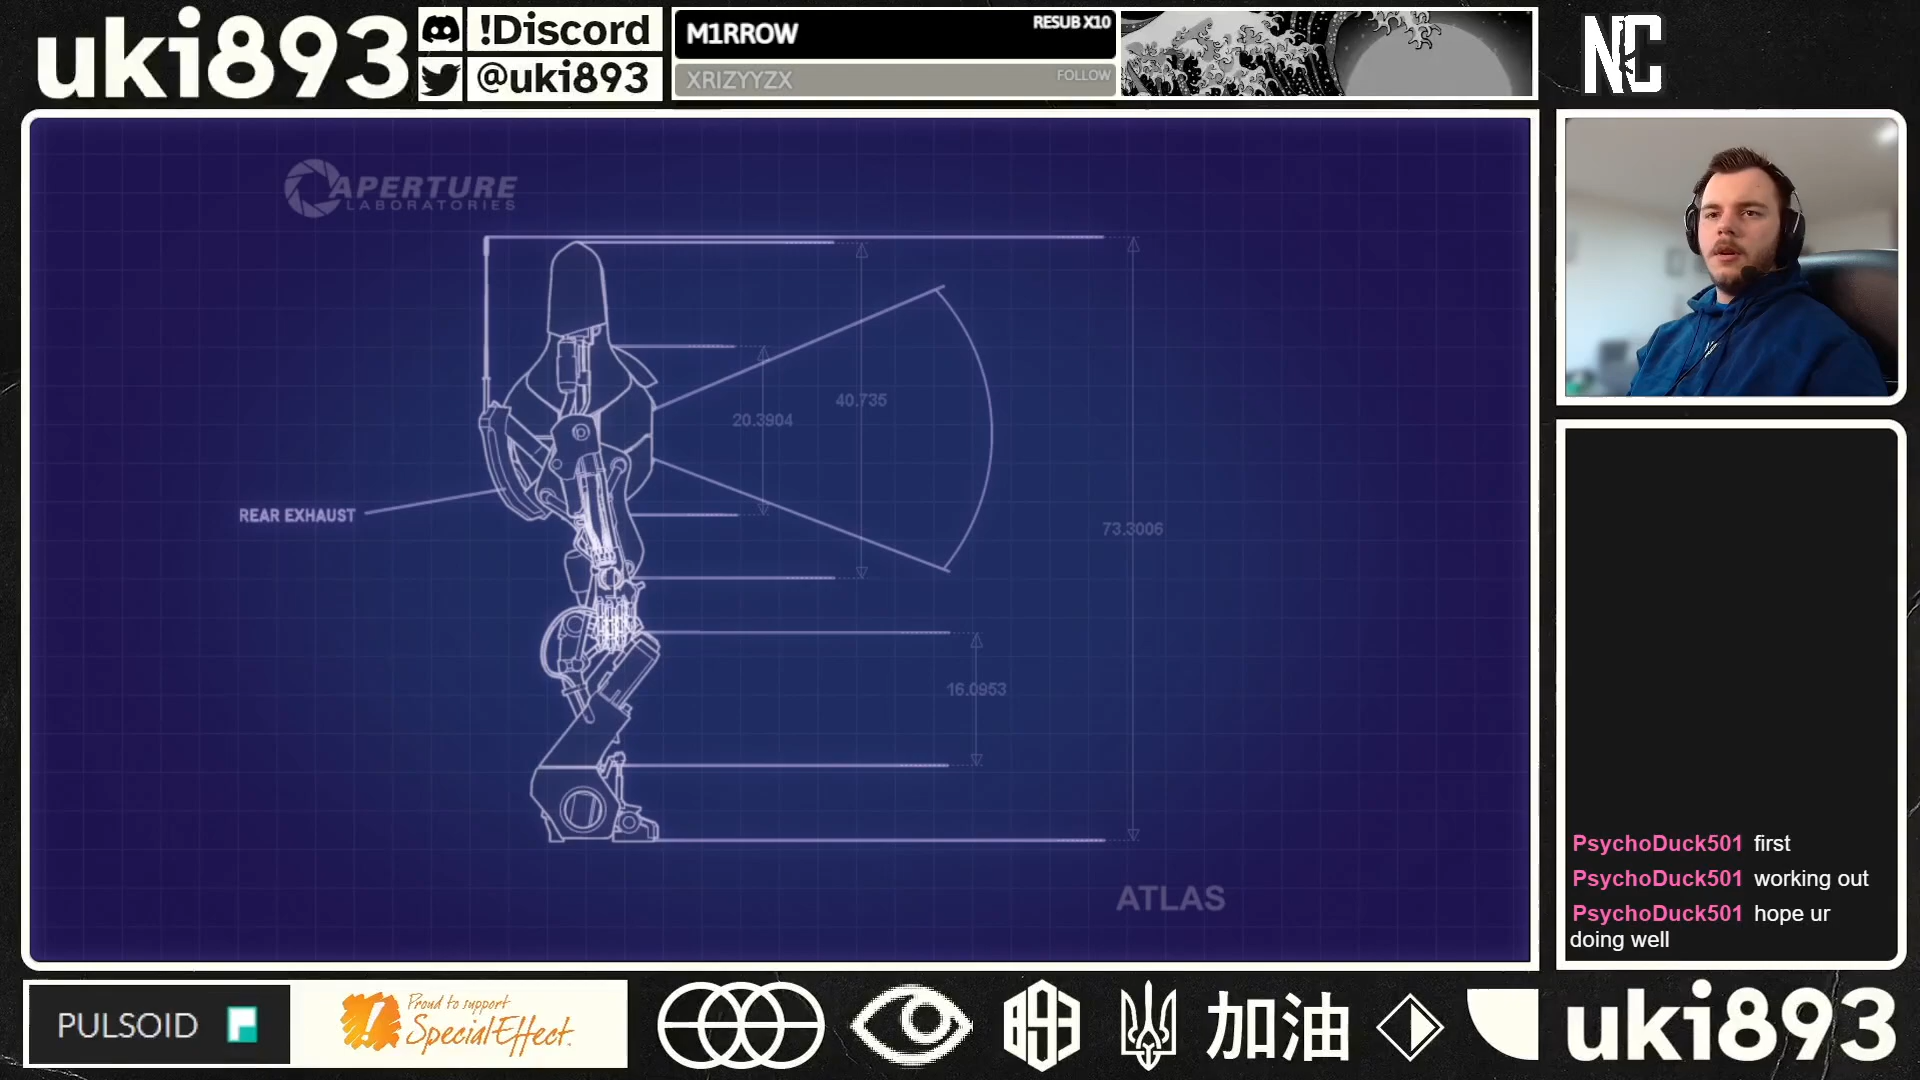 uki893
!Discord
@uki893
M1RROW RESUB X10
XRIZYYZX FOLLOW
NC
APERTURE
LABORATORIES
40.735
20.3904
REAR EXHAUST
73.3006
16.0953
ATLAS
PsychoDuck501 first
PsychoDuck501 working out
PsychoDuck501 hope ur
doing well
PULSOID
Proud to support
SpecialEffect.
893
加油
uki893